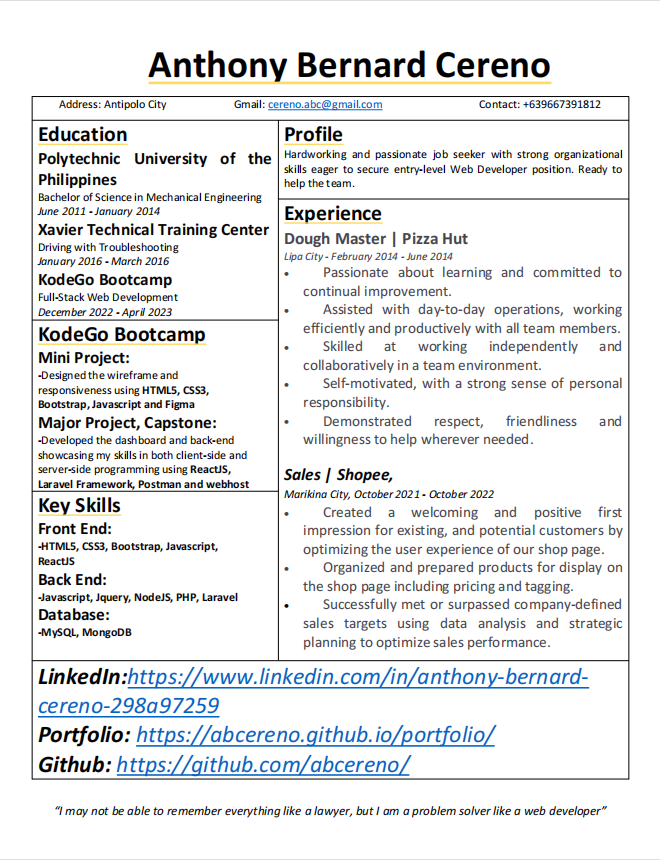 Anthony Bernard Cereno
Address: Antipolo City Gmail: cereno.abc@gmail.com Contact: +639667391812
Education
Polytechnic University of the
Philippines
Bachelor of Science in Mechanical Engineering
June 2011 - January 2014
Xavier Technical Training Center
Driving with Troubleshooting
January 2016 - March 2016
KodeGo Bootcamp
Full-Stack Web Development
December 2022 - April 2023
KodeGo Bootcamp
Mini Project:
-Designed the wireframe and
responsiveness using HTML5, CSS3,
Bootstrap, Javascript and Figma
Major Project, Capstone:
-Developed the dashboard and back-end
showcasing my skills in both client-side and
server-side programming using ReactJS,
Laravel Framework, Postman and webhost
Key Skills
Front End:
-HTML5, CSS3, Bootstrap, Javascript,
ReactJS
Back End:
-Javascript, Jquery, NodeJS, PHP, Laravel
Database:
-MySQL, MongoDB
Profile
Hardworking and passionate job seeker with strong organizational
skills eager to secure entry-level Web Developer position. Ready to
help the team.
Experience
Dough Master | Pizza Hut
Lipa City - February 2014 - June 2014
• Passionate about learning and committed to
continual improvement.
• Assisted with day-to-day operations, working
efficiently and productively with all team members.
• Skilled at working independently and
collaboratively in a team environment.
• Self-motivated, with a strong sense of personal
responsibility.
• Demonstrated respect, friendliness and
willingness to help wherever needed.
Sales | Shopee,
Marikina City, October 2021 - October 2022
• Created a welcoming and positive first
impression for existing, and potential customers by
optimizing the user experience of our shop page.
• Organized and prepared products for display on
the shop page including pricing and tagging.
• Successfully met or surpassed company-defined
sales targets using data analysis and strategic
planning to optimize sales performance.
LinkedIn:https://www.linkedin.com/in/anthony-bernard-
cereno-298a97259
Portfolio: https://abcereno.github.io/portfolio/
Github: https://github.com/abcereno/
“I may not be able to remember everything like a lawyer, but I am a problem solver like a web developer”